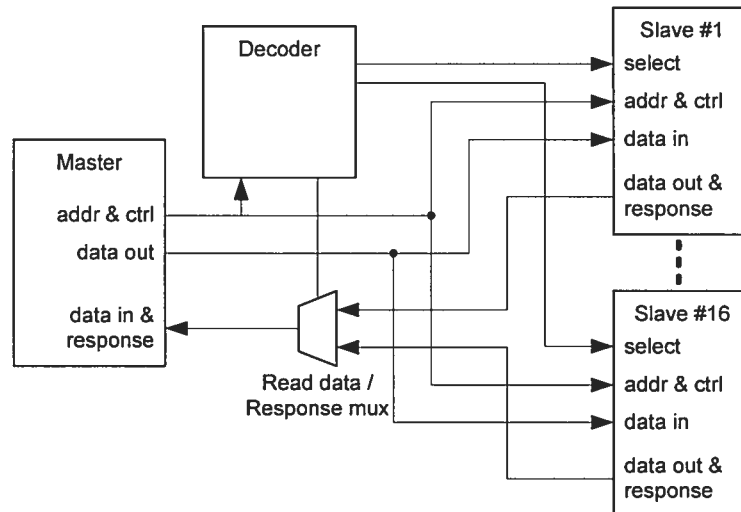 Decoder
Slave #1
select
addr & ctrl
data in
data out &
response
Master
addr & ctrl
data out
data in &
response
Read data /
Response mux
Slave #16
select
addr & ctrl
data in
data out &
response